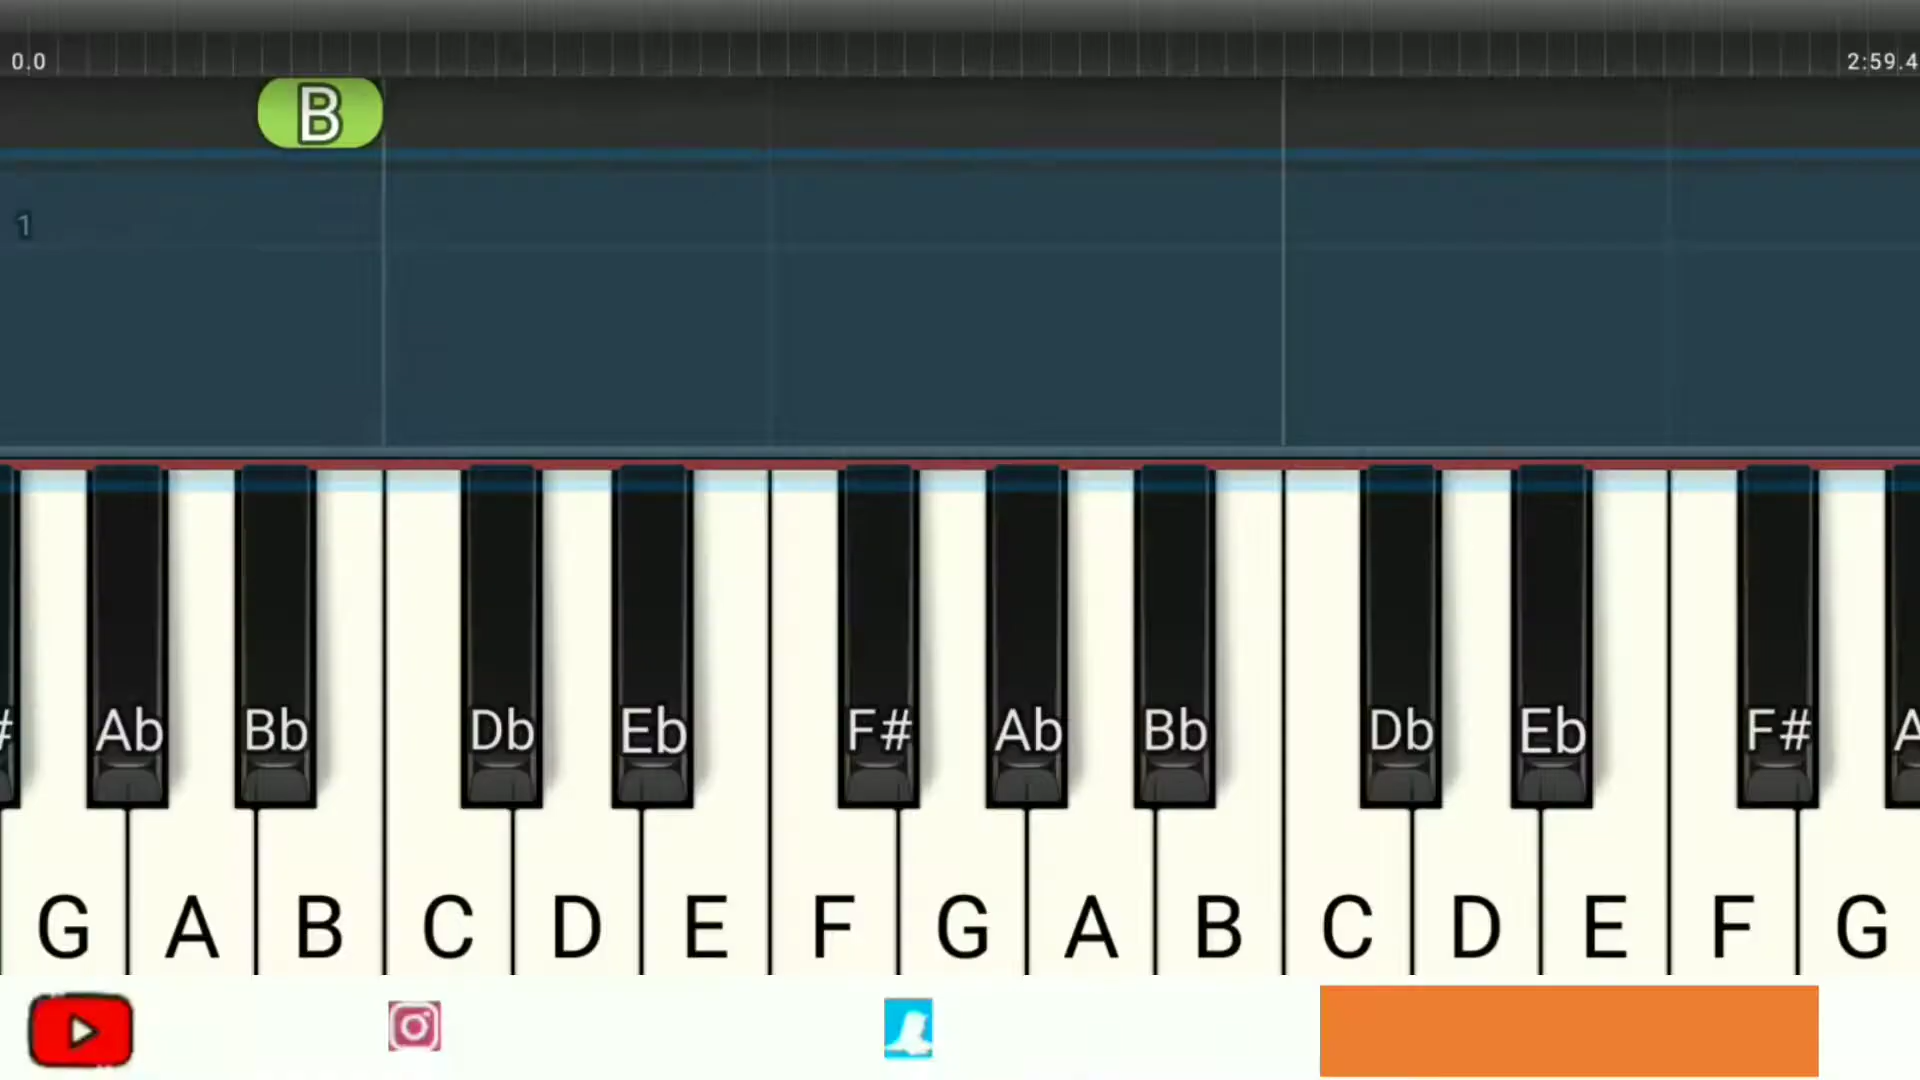 0.0 2:59.4
B
1
# Ab Bb Db Eb F# Ab Bb Db Eb F# A
G A B C D E F G A B C D E F G